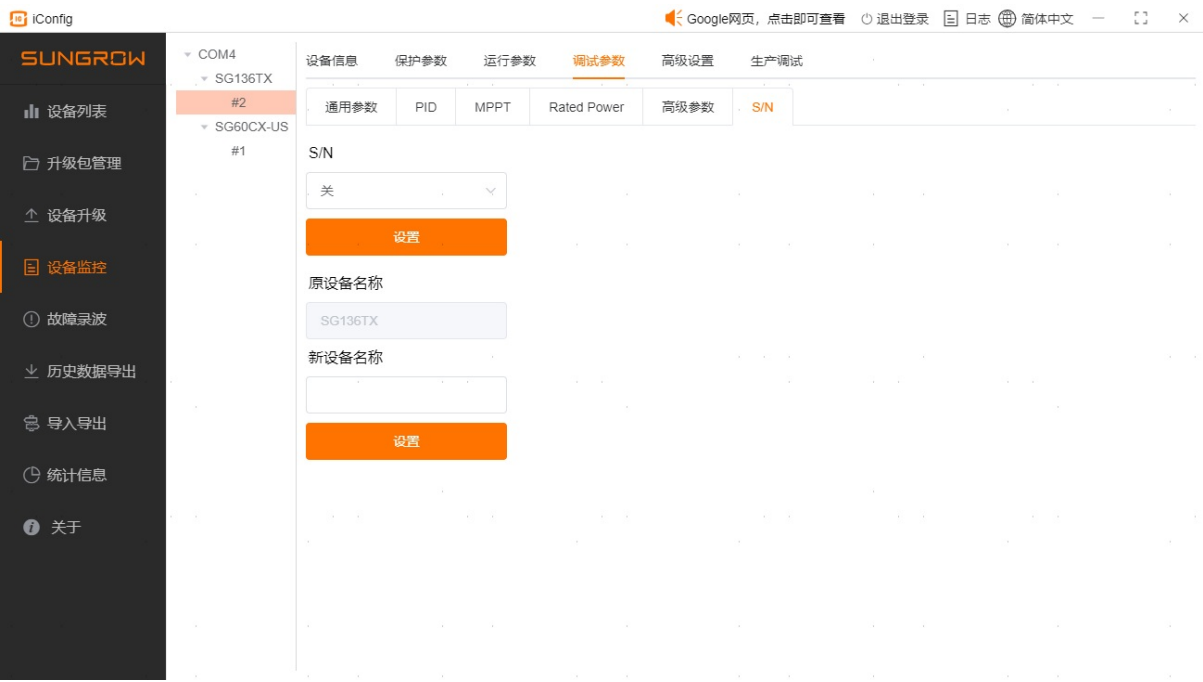 iConfig
Google网页，点击即可查看 退出登录 日志 简体中文
SUNGROW
设备列表
升级包管理
设备升级
设备监控
故障录波
历史数据导出
导入导出
统计信息
关于
COM4
SG136TX
#2
SG60CX-US
#1
设备信息 保护参数 运行参数 调试参数 高级设置 生产调试
通用参数 PID MPPT Rated Power 高级参数 S/N
S/N
关
设置
原设备名称
SG136TX
新设备名称
设置